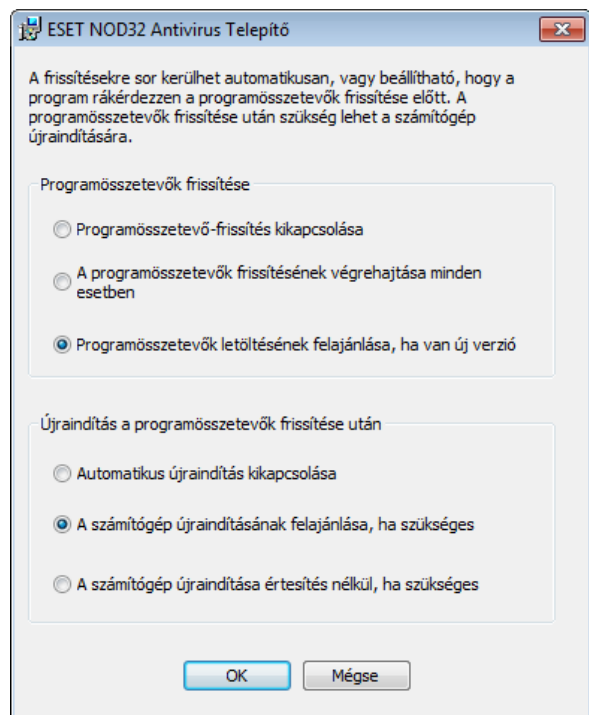 ESET NOD32 Antivirus Telepítő
A frissítésekre sor kerülhet automatikusan, vagy beállítható, hogy a
program rákérdezzen a programösszetevők frissítése előtt. A
programösszetevők frissítése után szükség lehet a számítógép
újraindítására.
Programösszetevők frissítése
Programösszetevő-frissítés kikapcsolása
A programösszetevők frissítésének végrehajtása minden
esetben
Programösszetevők letöltésének felajánlása, ha van új verzió
Újraindítás a programösszetevők frissítése után
Automatikus újraindítás kikapcsolása
A számítógép újraindításának felajánlása, ha szükséges
A számítógép újraindítása értesítés nélkül, ha szükséges
OK
Mégse